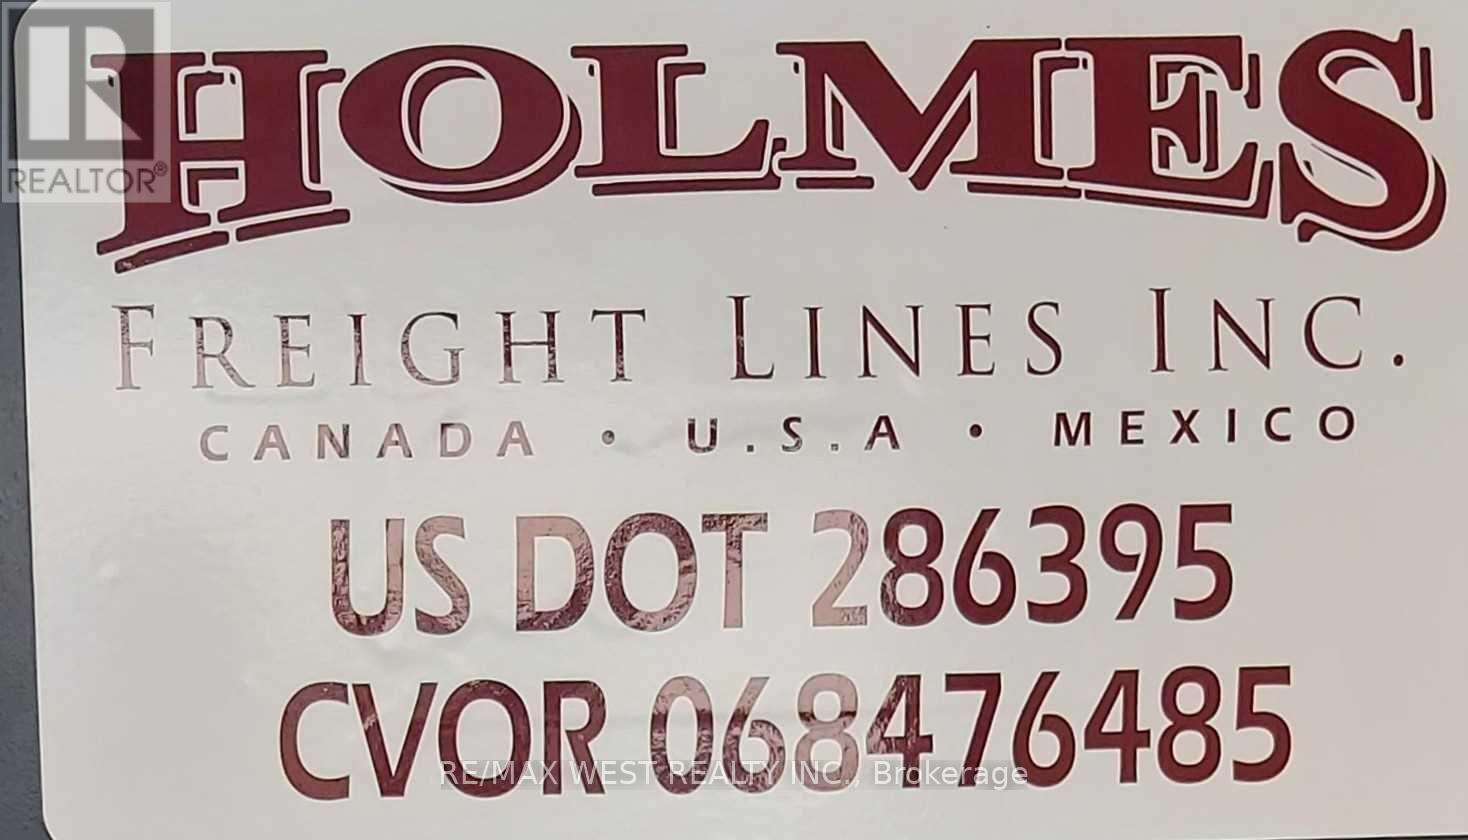 REALTOR®
HOLMES
FREIGHT LINES INC.
CANADA • U.S.A • MEXICO
US DOT 286395
CVOR 068476485
RE/MAX WEST REALTY INC., Brokerage